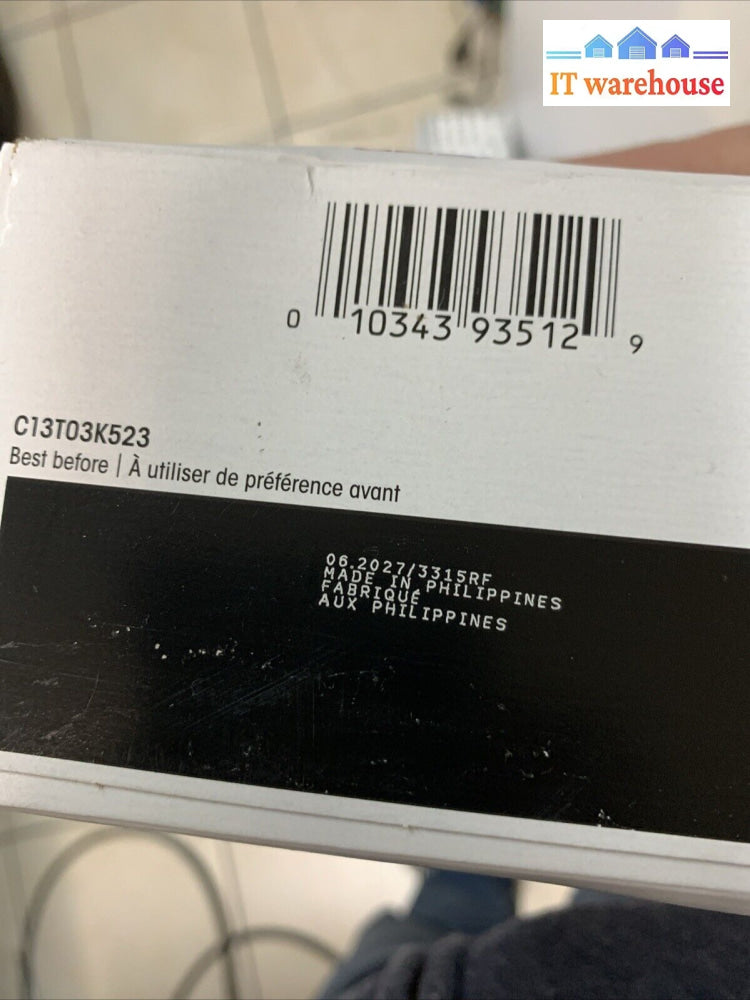 IT warehouse
0 10343 93512 9
C13T03K523
Best before | À utiliser de préférence avant
06.2027/3315RF
MADE IN PHILIPPINES
FABRIQUÉ
AUX PHILIPPINES